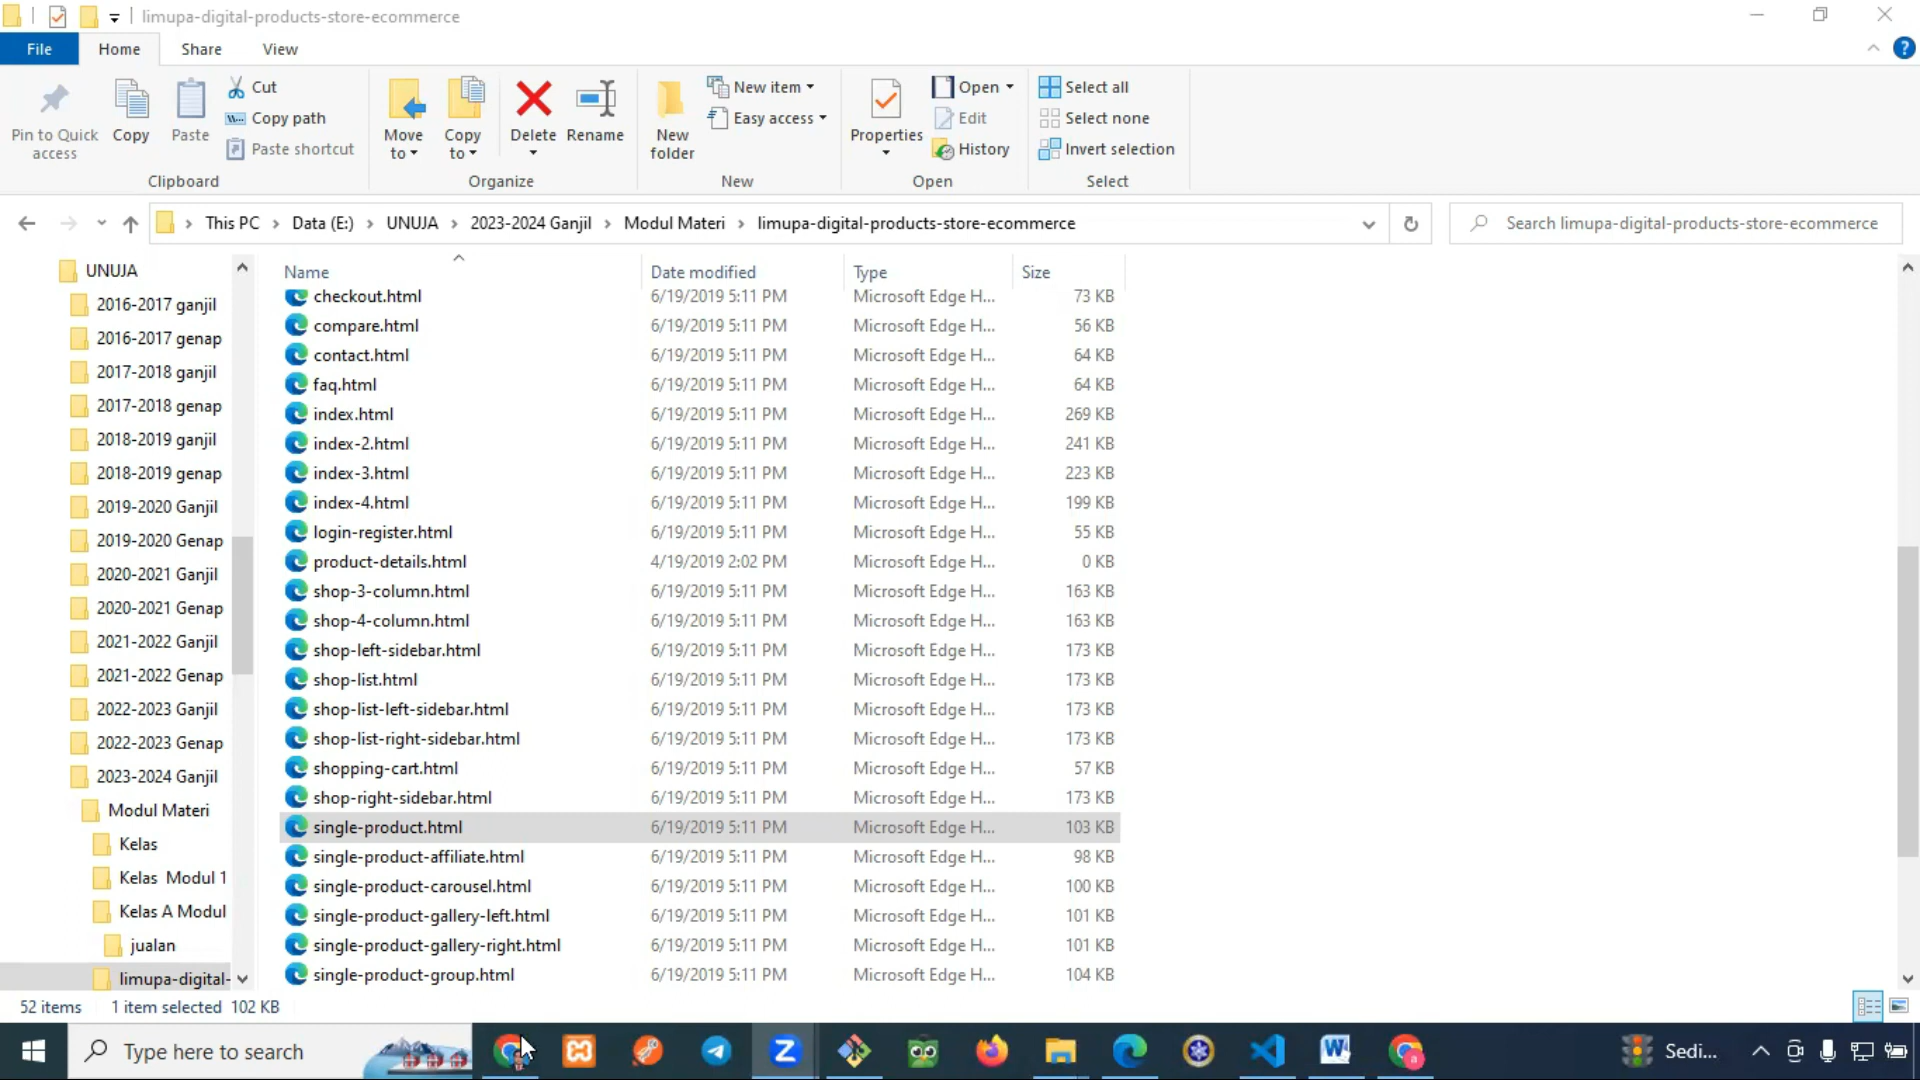 limupa-digital-products-store-ecommerce
File Home Share View
Pin to Quick access
Copy
Paste
Cut
Copy path
Paste shortcut
Clipboard
Move to
Copy to
Delete
Rename
Organize
New folder
New item
Easy access
New
Properties
Open
Edit
History
Open
Select all
Select none
Invert selection
Select
This PC > Data (E:) > UNUJA > 2023-2024 Ganjil > Modul Materi > limupa-digital-products-store-ecommerce
Search limupa-digital-products-store-ecommerce
UNUJA
2016-2017 ganjil
2016-2017 genap
2017-2018 ganjil
2017-2018 genap
2018-2019 ganjil
2018-2019 genap
2019-2020 Ganjil
2019-2020 Genap
2020-2021 Ganjil
2020-2021 Genap
2021-2022 Ganjil
2021-2022 Genap
2022-2023 Ganjil
2022-2023 Genap
2023-2024 Ganjil
Modul Materi
Kelas
Kelas Modul 1
Kelas A Modul
jualan
limupa-digital-
Name Date modified Type Size
checkout.html 6/19/2019 5:11 PM Microsoft Edge H... 73 KB
compare.html 6/19/2019 5:11 PM Microsoft Edge H... 56 KB
contact.html 6/19/2019 5:11 PM Microsoft Edge H... 64 KB
faq.html 6/19/2019 5:11 PM Microsoft Edge H... 64 KB
index.html 6/19/2019 5:11 PM Microsoft Edge H... 269 KB
index-2.html 6/19/2019 5:11 PM Microsoft Edge H... 241 KB
index-3.html 6/19/2019 5:11 PM Microsoft Edge H... 223 KB
index-4.html 6/19/2019 5:11 PM Microsoft Edge H... 199 KB
login-register.html 6/19/2019 5:11 PM Microsoft Edge H... 55 KB
product-details.html 4/19/2019 2:02 PM Microsoft Edge H... 0 KB
shop-3-column.html 6/19/2019 5:11 PM Microsoft Edge H... 163 KB
shop-4-column.html 6/19/2019 5:11 PM Microsoft Edge H... 163 KB
shop-left-sidebar.html 6/19/2019 5:11 PM Microsoft Edge H... 173 KB
shop-list.html 6/19/2019 5:11 PM Microsoft Edge H... 173 KB
shop-list-left-sidebar.html 6/19/2019 5:11 PM Microsoft Edge H... 173 KB
shop-list-right-sidebar.html 6/19/2019 5:11 PM Microsoft Edge H... 173 KB
shopping-cart.html 6/19/2019 5:11 PM Microsoft Edge H... 57 KB
shop-right-sidebar.html 6/19/2019 5:11 PM Microsoft Edge H... 173 KB
single-product.html 6/19/2019 5:11 PM Microsoft Edge H... 103 KB
single-product-affiliate.html 6/19/2019 5:11 PM Microsoft Edge H... 98 KB
single-product-carousel.html 6/19/2019 5:11 PM Microsoft Edge H... 100 KB
single-product-gallery-left.html 6/19/2019 5:11 PM Microsoft Edge H... 101 KB
single-product-gallery-right.html 6/19/2019 5:11 PM Microsoft Edge H... 101 KB
single-product-group.html 6/19/2019 5:11 PM Microsoft Edge H... 104 KB
52 items 1 item selected 102 KB
Type here to search
Sedi...